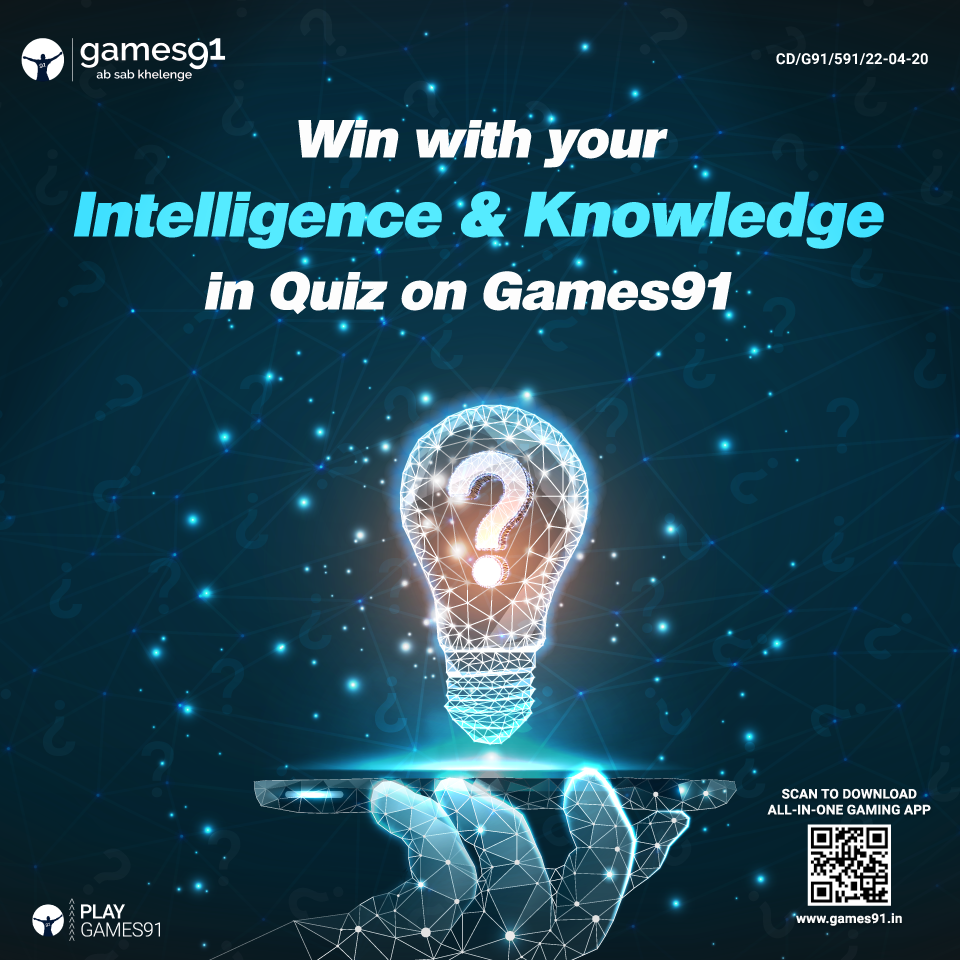 games91
ab sab khelenge
CD/G91/591/22-04-20
Win with your
Intelligence & Knowledge
in Quiz on Games91
?
SCAN TO DOWNLOAD
ALL-IN-ONE GAMING APP
www.games91.in
PLAY
GAMES91